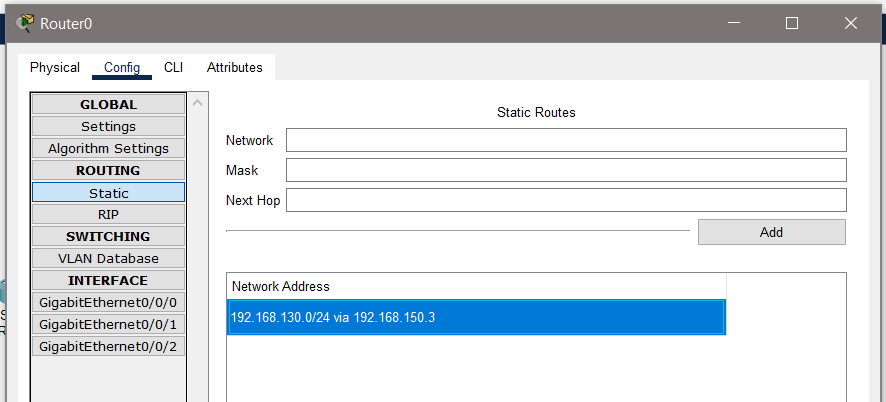 Router0
Physical Config CLI Attributes
GLOBAL
Settings
Algorithm Settings
ROUTING
Static
RIP
SWITCHING
VLAN Database
INTERFACE
GigabitEthernet0/0/0
GigabitEthernet0/0/1
GigabitEthernet0/0/2
Static Routes
Network
Mask
Next Hop
Add
Network Address
192.168.130.0/24 via 192.168.150.3